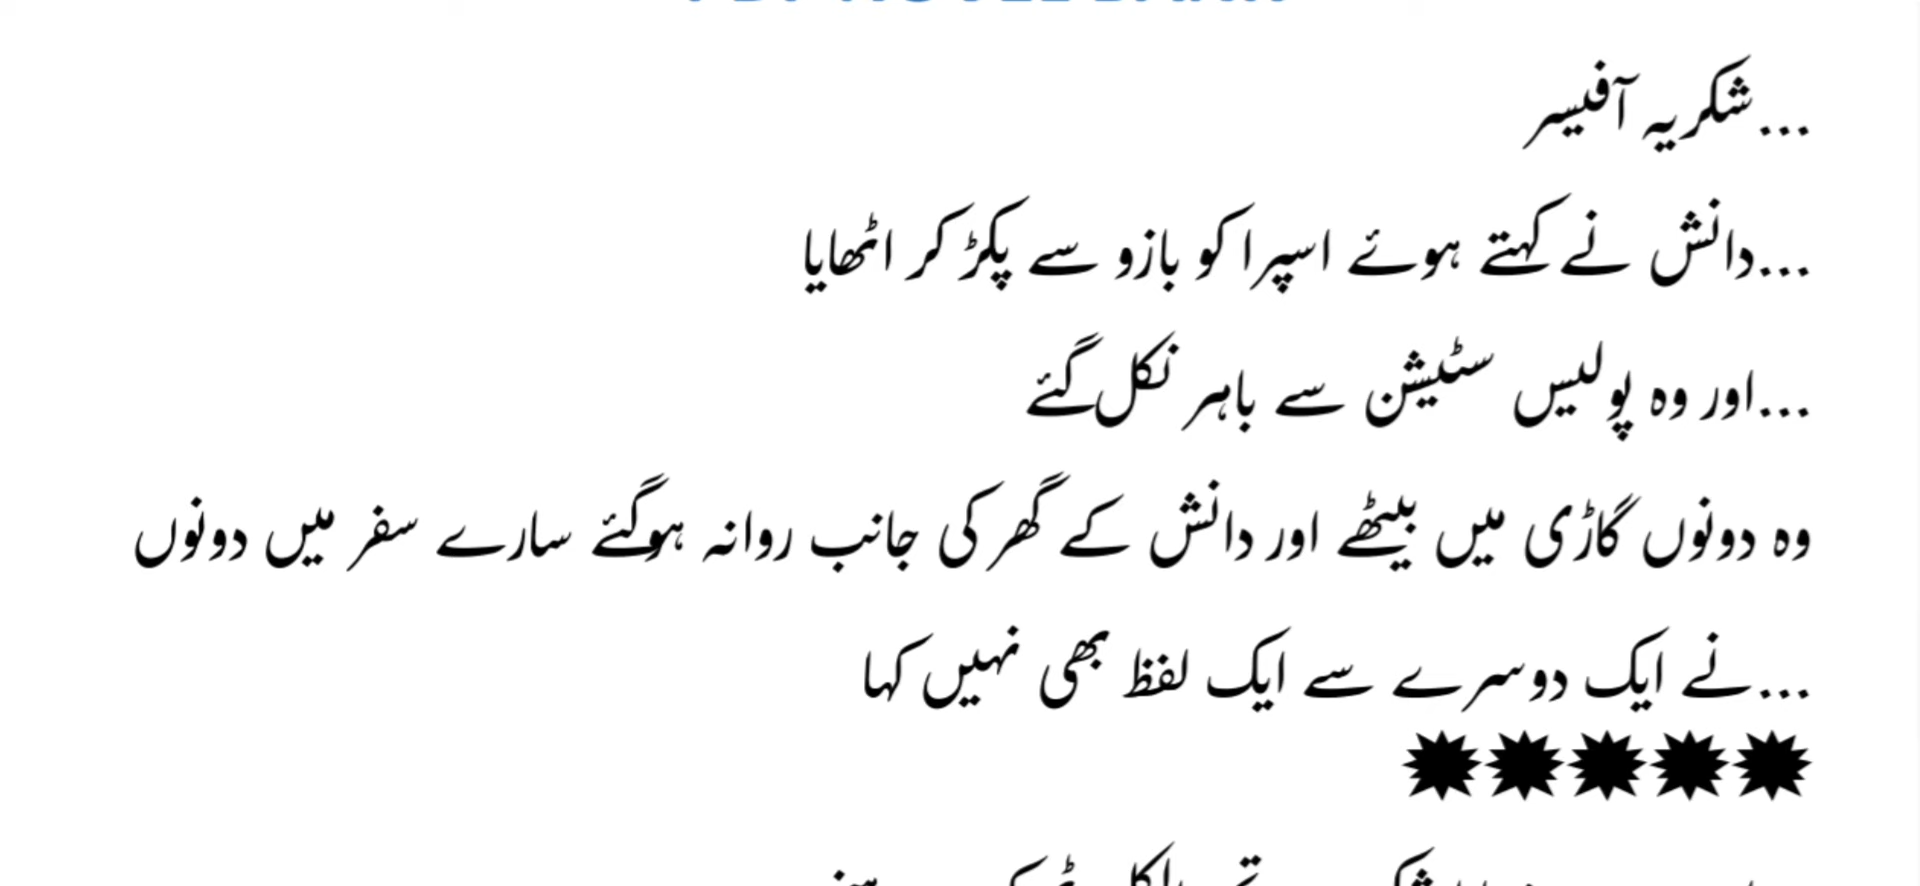 ...شکریہ آفیسر
...دانش نے کہتے ہوئے اسپرا کو بازو سے پکڑ کر اٹھایا
...اور وہ پولیس سٹیشن سے باہر نکل گئے
وہ دونوں گاڑی میں بیٹھے اور دانش کے گھر کی جانب روانہ ہوگئے سارے سفر میں دونوں
...نے ایک دوسرے سے ایک لفظ بھی نہیں کہا